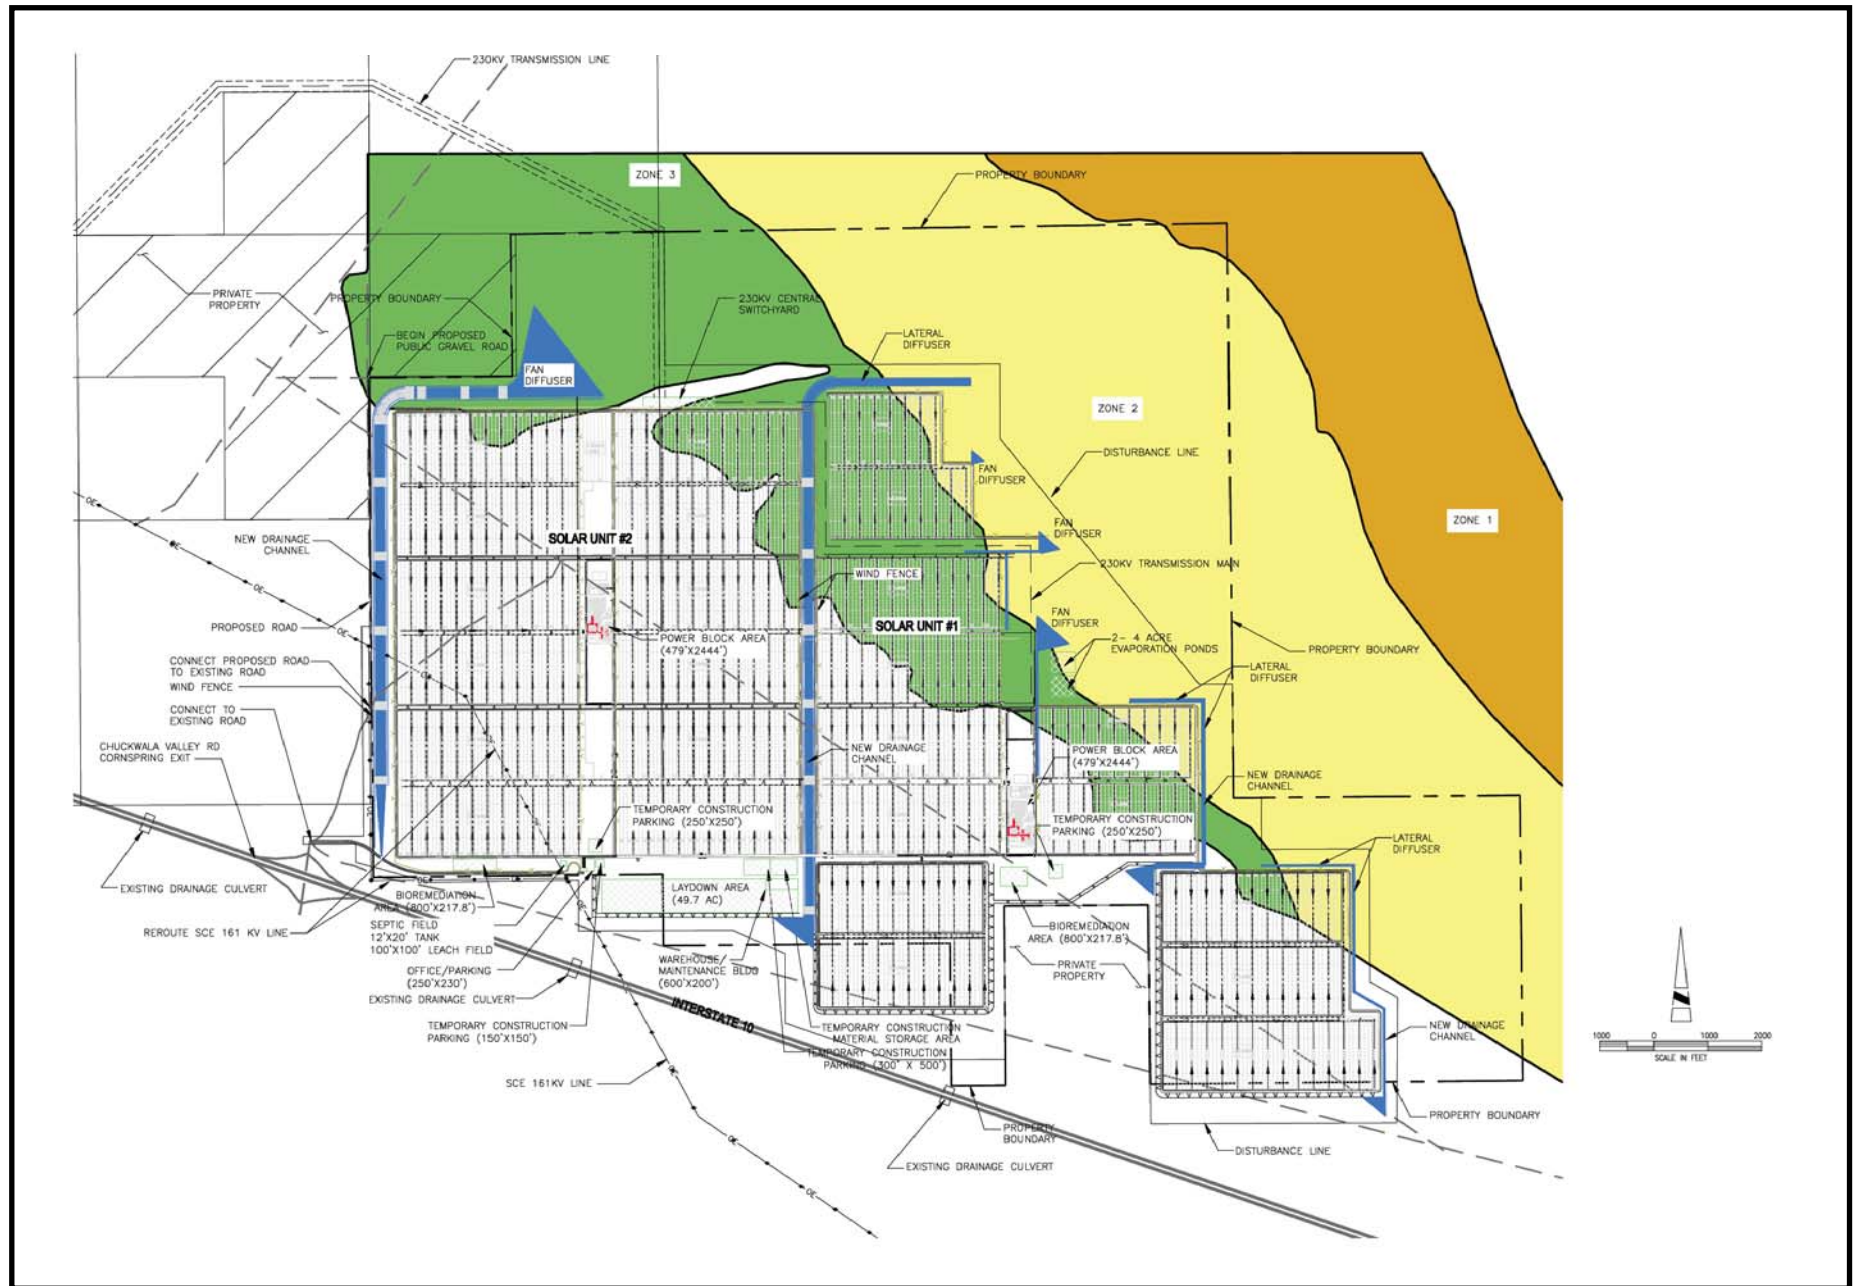 230KV TRANSMISSION LINE
ZONE 3
PROPERTY BOUNDARY
PRIVATE
PROPERTY
PROPERTY BOUNDARY
230KV CENTRAL
SWITCHYARD
BEGIN PROPOSED
PUBLIC GRAVEL ROAD
LATERAL
DIFFUSER
FAN
DIFFUSER
ZONE 2
DISTURBANCE LINE
FAN
DIFFUSER
ZONE 1
OE
OE
OE
OE
OE
FAN
DIFFUSER
NEW DRAINAGE
CHANNEL
SOLAR UNIT #2
230KV TRANSMISSION MAIN
WIND FENCE
FAN
DIFFUSER
PROPOSED ROAD
SOLAR UNIT #1
POWER BLOCK AREA
(479'X2444')
2- 4 ACRE
EVAPORATION PONDS
PROPERTY BOUNDARY
CONNECT PROPOSED ROAD
TO EXISTING ROAD
LATERAL
DIFFUSER
WIND FENCE
CONNECT TO
EXISTING ROAD
CHUCKWALA VALLEY RD
CORNSPRING EXIT
NEW DRAINAGE
CHANNEL
POWER BLOCK AREA
(479'X2444')
NEW DRAINAGE
CHANNEL
TEMPORARY CONSTRUCTION
PARKING (250'X250')
TEMPORARY CONSTRUCTION
PARKING (250'X250')
LATERAL
DIFFUSER
EXISTING DRAINAGE CULVERT
BIOREMEDIATION
AREA (800'X217.8')
LAYDOWN AREA
(49.7 AC)
REROUTE SCE 161 KV LINE
SEPTIC FIELD
12'X20' TANK
100'X100' LEACH FIELD
BIOREMEDIATION
AREA (800'X217.8')
OFFICE/PARKING
(250'X230')
WAREHOUSE/
MAINTENANCE BLDG
(600'X200')
PRIVATE
PROPERTY
EXISTING DRAINAGE CULVERT
INTERSTATE 10
TEMPORARY CONSTRUCTION
PARKING (150'X150')
TEMPORARY CONSTRUCTION
MATERIAL STORAGE AREA
TEMPORARY CONSTRUCTION
PARKING (300' X 500')
NEW DRAINAGE
CHANNEL
1000 0 1000 2000
SCALE IN FEET
SCE 161KV LINE
PROPERTY
BOUNDARY
PROPERTY BOUNDARY
DISTURBANCE LINE
EXISTING DRAINAGE CULVERT
OE
OE